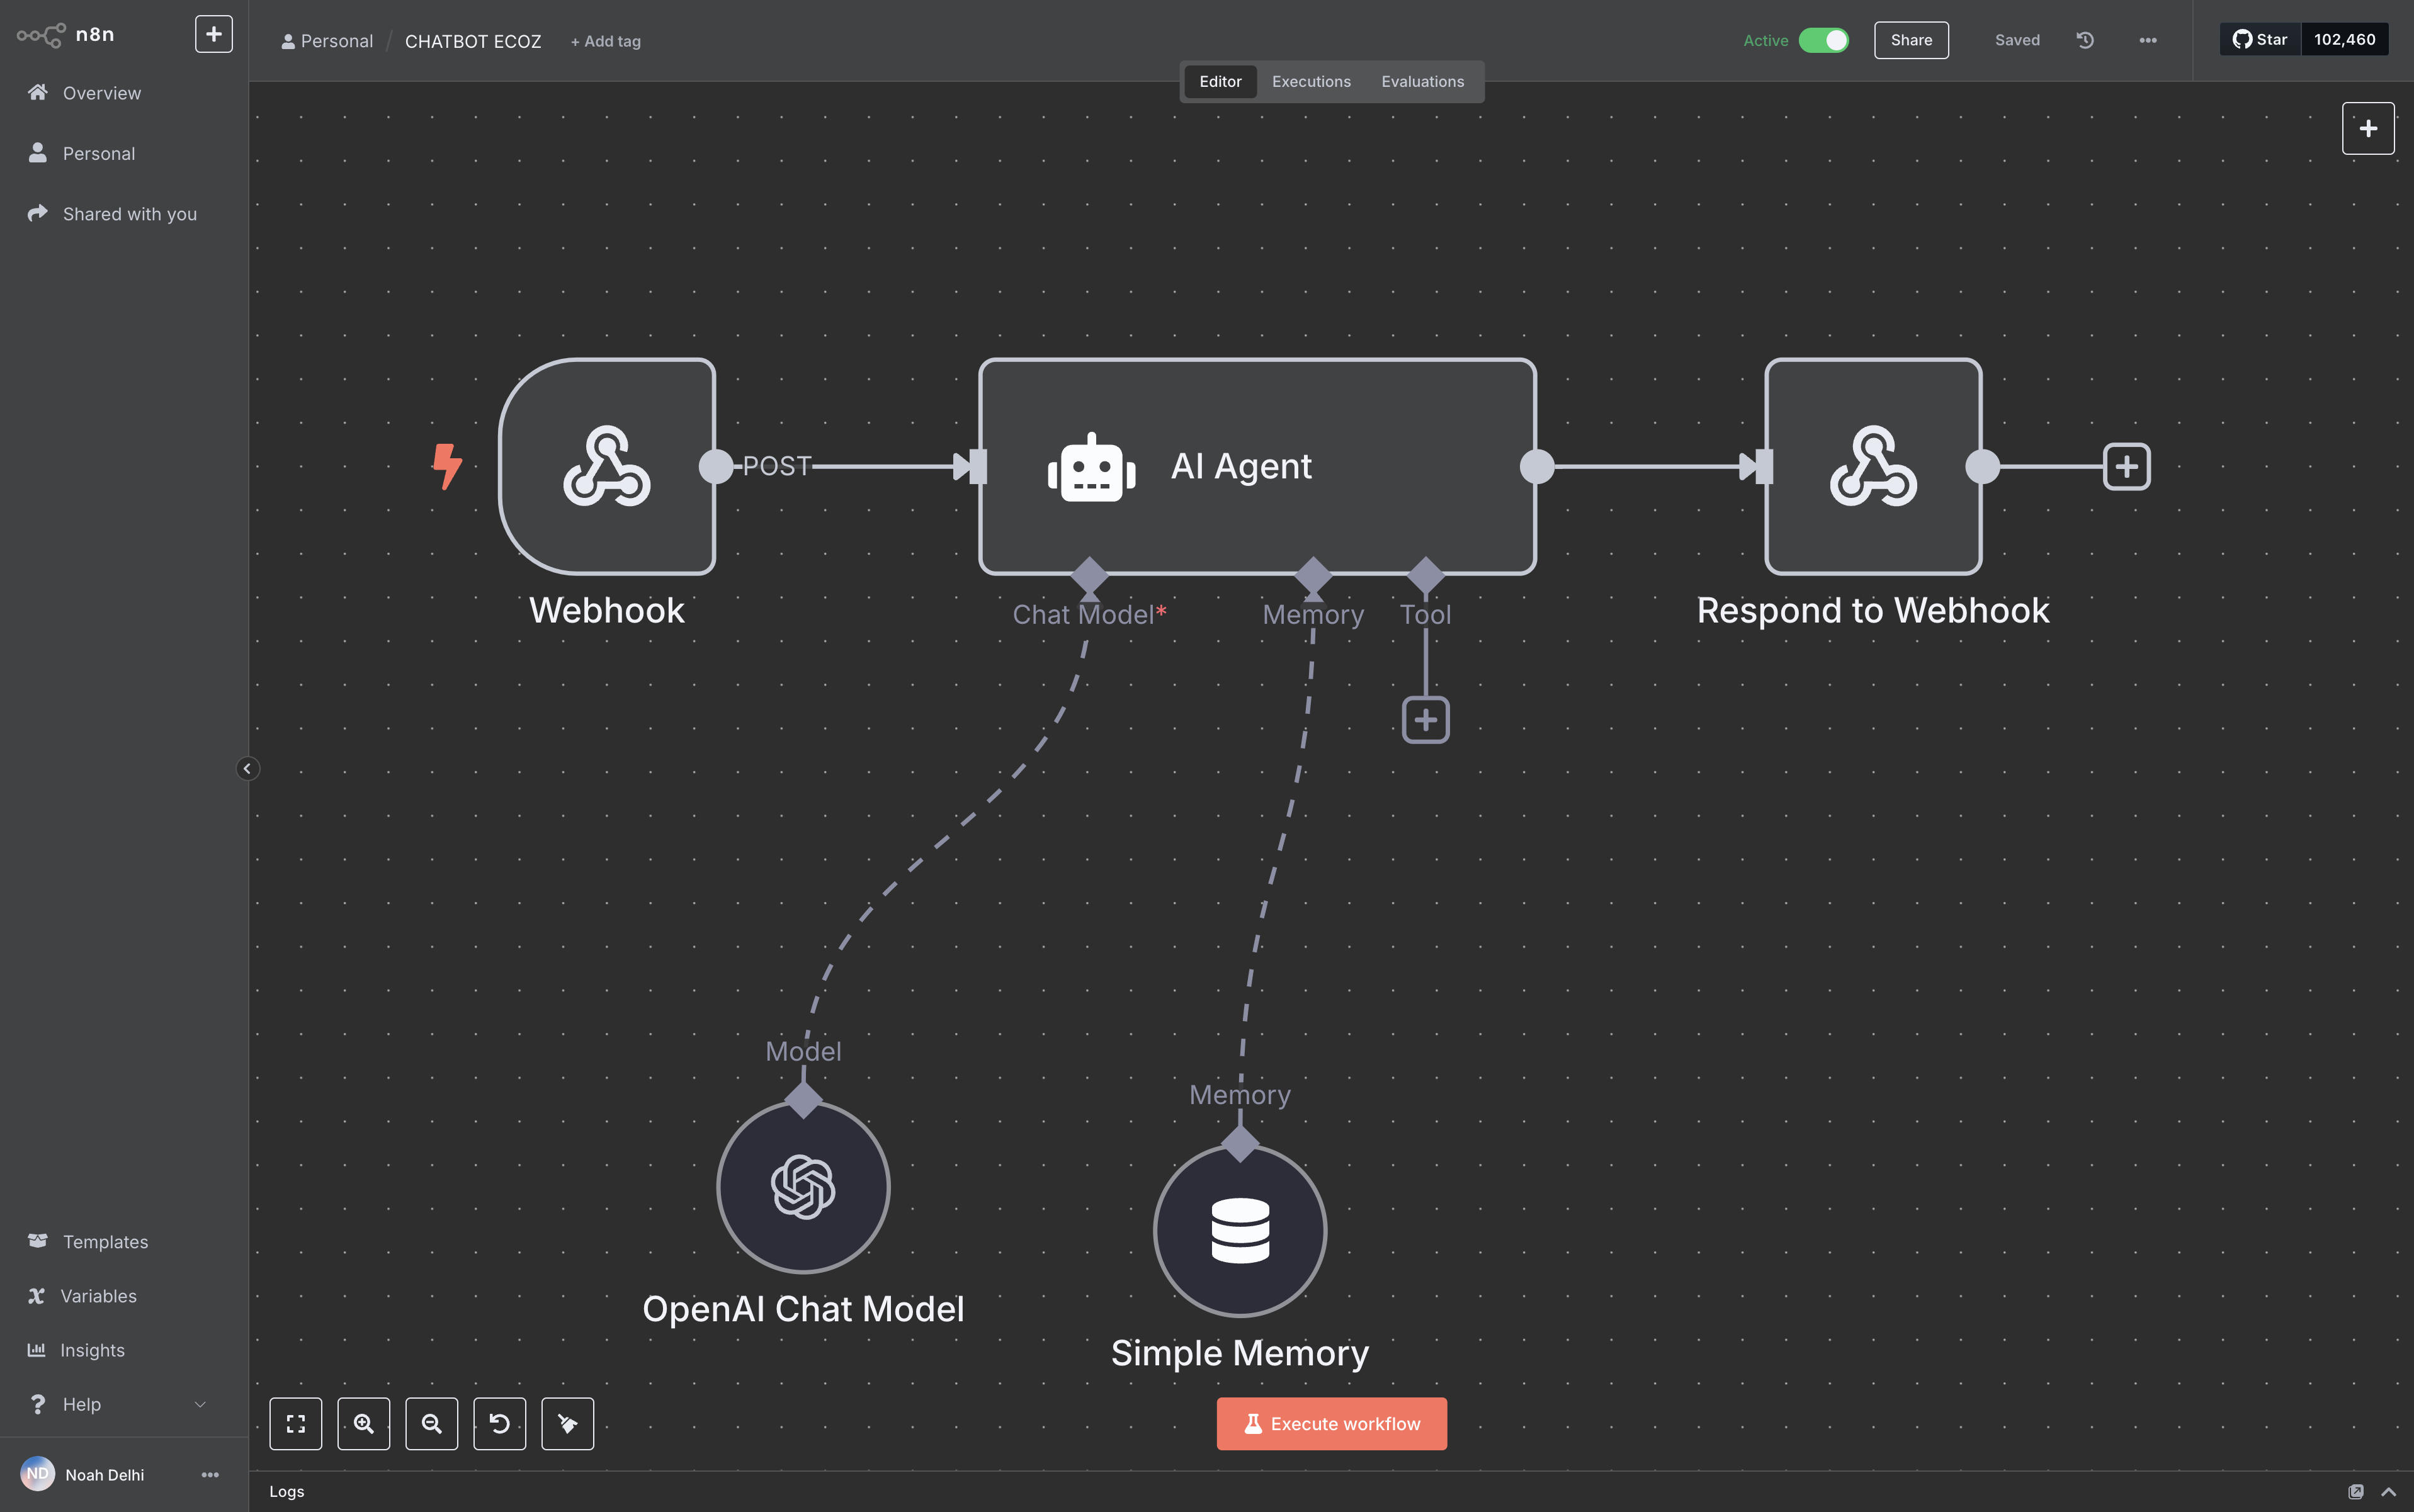 n8n
Personal / CHATBOT ECOZ + Add tag
Active
Share
Saved
Star 102,460
Editor Executions Evaluations
Overview
Personal
Shared with you
POST
AI Agent
Webhook
Chat Model*
Memory
Tool
Respond to Webhook
Model
Memory
OpenAI Chat Model
Simple Memory
Templates
Variables
Insights
Help
Execute workflow
ND Noah Delhi
Logs